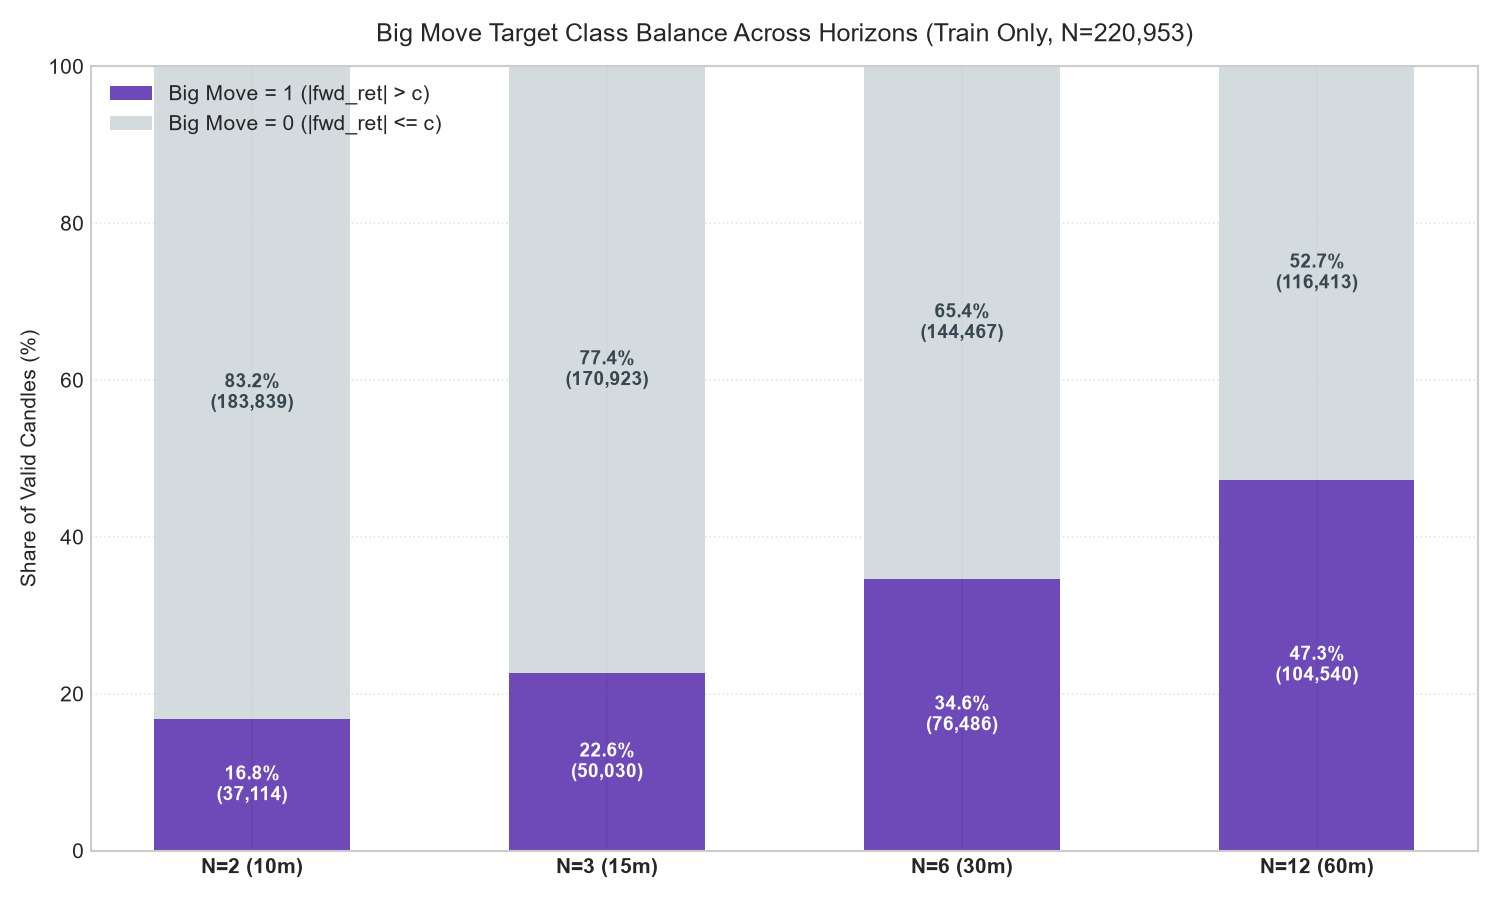 Big Move Target Class Balance Across Horizons (Train Only, N=220,953)
Big Move = 1 (|fwd_ret| > c)
Big Move = 0 (|fwd_ret| <= c)
Share of Valid Candles (%)
100
80
60
40
20
0
83.2%
(183,839)
16.8%
(37,114)
77.4%
(170,923)
22.6%
(50,030)
65.4%
(144,467)
34.6%
(76,486)
52.7%
(116,413)
47.3%
(104,540)
N=2 (10m)
N=3 (15m)
N=6 (30m)
N=12 (60m)